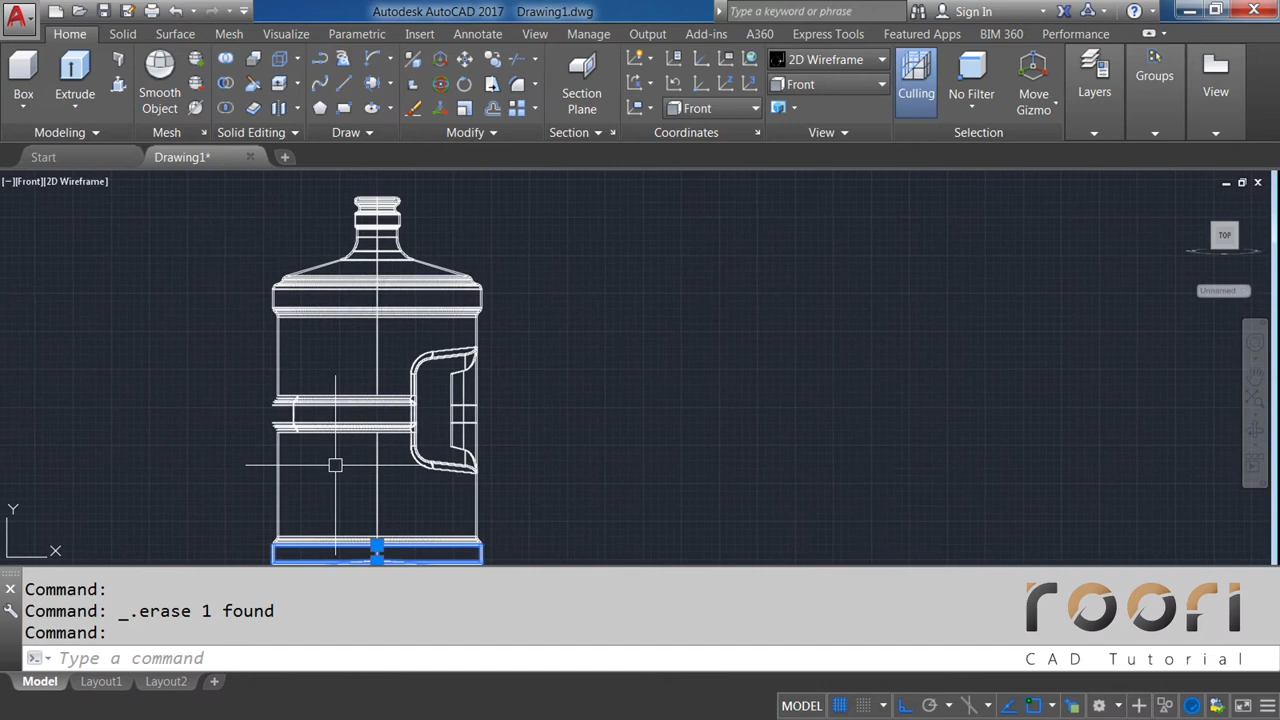 Autodesk AutoCAD 2017 Drawing1.dwg
Type a keyword or phrase
Sign In
Home Solid Surface Mesh Visualize Parametric Insert Annotate View Manage Output Add-ins A360 Express Tools Featured Apps BIM 360 Performance
2D Wireframe
Front
Front
Box
Extrude
Smooth
Object
Section
Plane
Culling
No Filter
Move
Gizmo
Layers
Groups
View
Modeling
Mesh
Solid Editing
Draw
Modify
Section
Coordinates
View
Selection
Start
Drawing1*
[−][Front][2D Wireframe]
TOP
Unnamed
Y
X
Command:
Command: _.erase 1 found
Command:
Type a command
roori
CAD Tutorial
Model Layout1 Layout2
MODEL